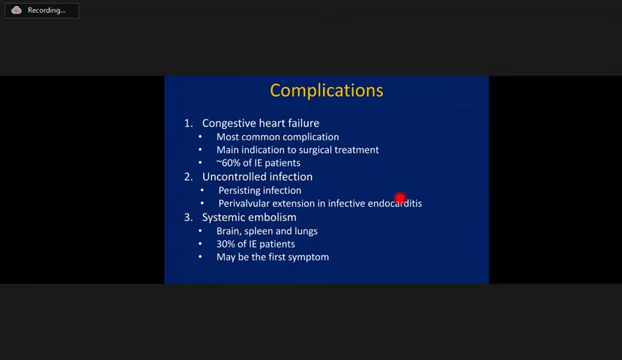 Recording...
Complications
1. Congestive heart failure
• Most common complication
• Main indication to surgical treatment
• ~60% of IE patients
2. Uncontrolled infection
• Persisting infection
• Perivalvular extension in infective endocarditis
3. Systemic embolism
• Brain, spleen and lungs
• 30% of IE patients
• May be the first symptom